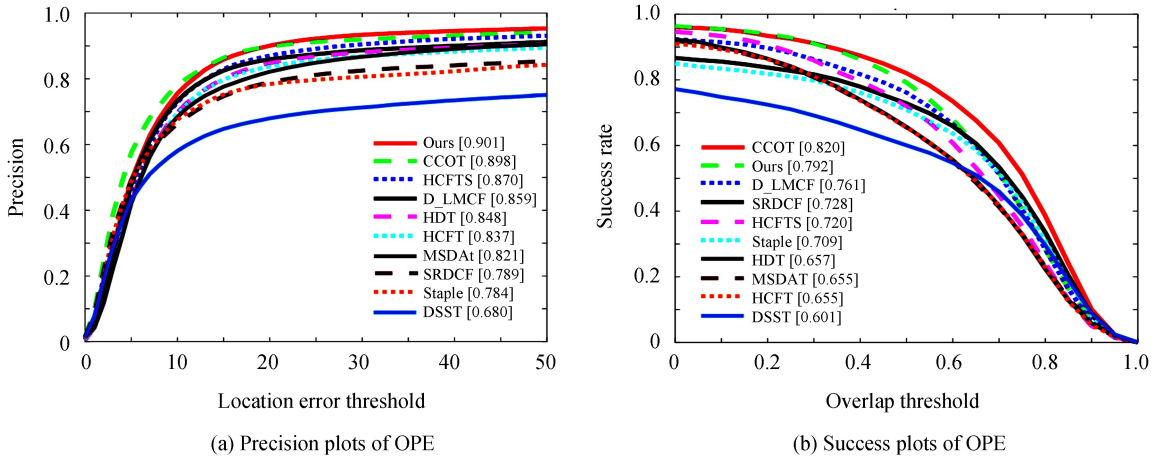 1.0
0.8
0.6
0.4
0.2
0
Precision
Ours [0.901]
CCOT [0.898]
HCFTS [0.870]
D_LMCF [0.859]
HDT [0.848]
HCFT [0.837]
MSDAt [0.821]
SRDCF [0.789]
Staple [0.784]
DSST [0.680]
0 10 20 30 40 50
Location error threshold
(a) Precision plots of OPE
1.0
0.8
0.6
0.4
0.2
0
Success rate
CCOT [0.820]
Ours [0.792]
D_LMCF [0.761]
SRDCF [0.728]
HCFTS [0.720]
Staple [0.709]
HDT [0.657]
MSDAT [0.655]
HCFT [0.655]
DSST [0.601]
0 0.2 0.4 0.6 0.8 1.0
Overlap threshold
(b) Success plots of OPE